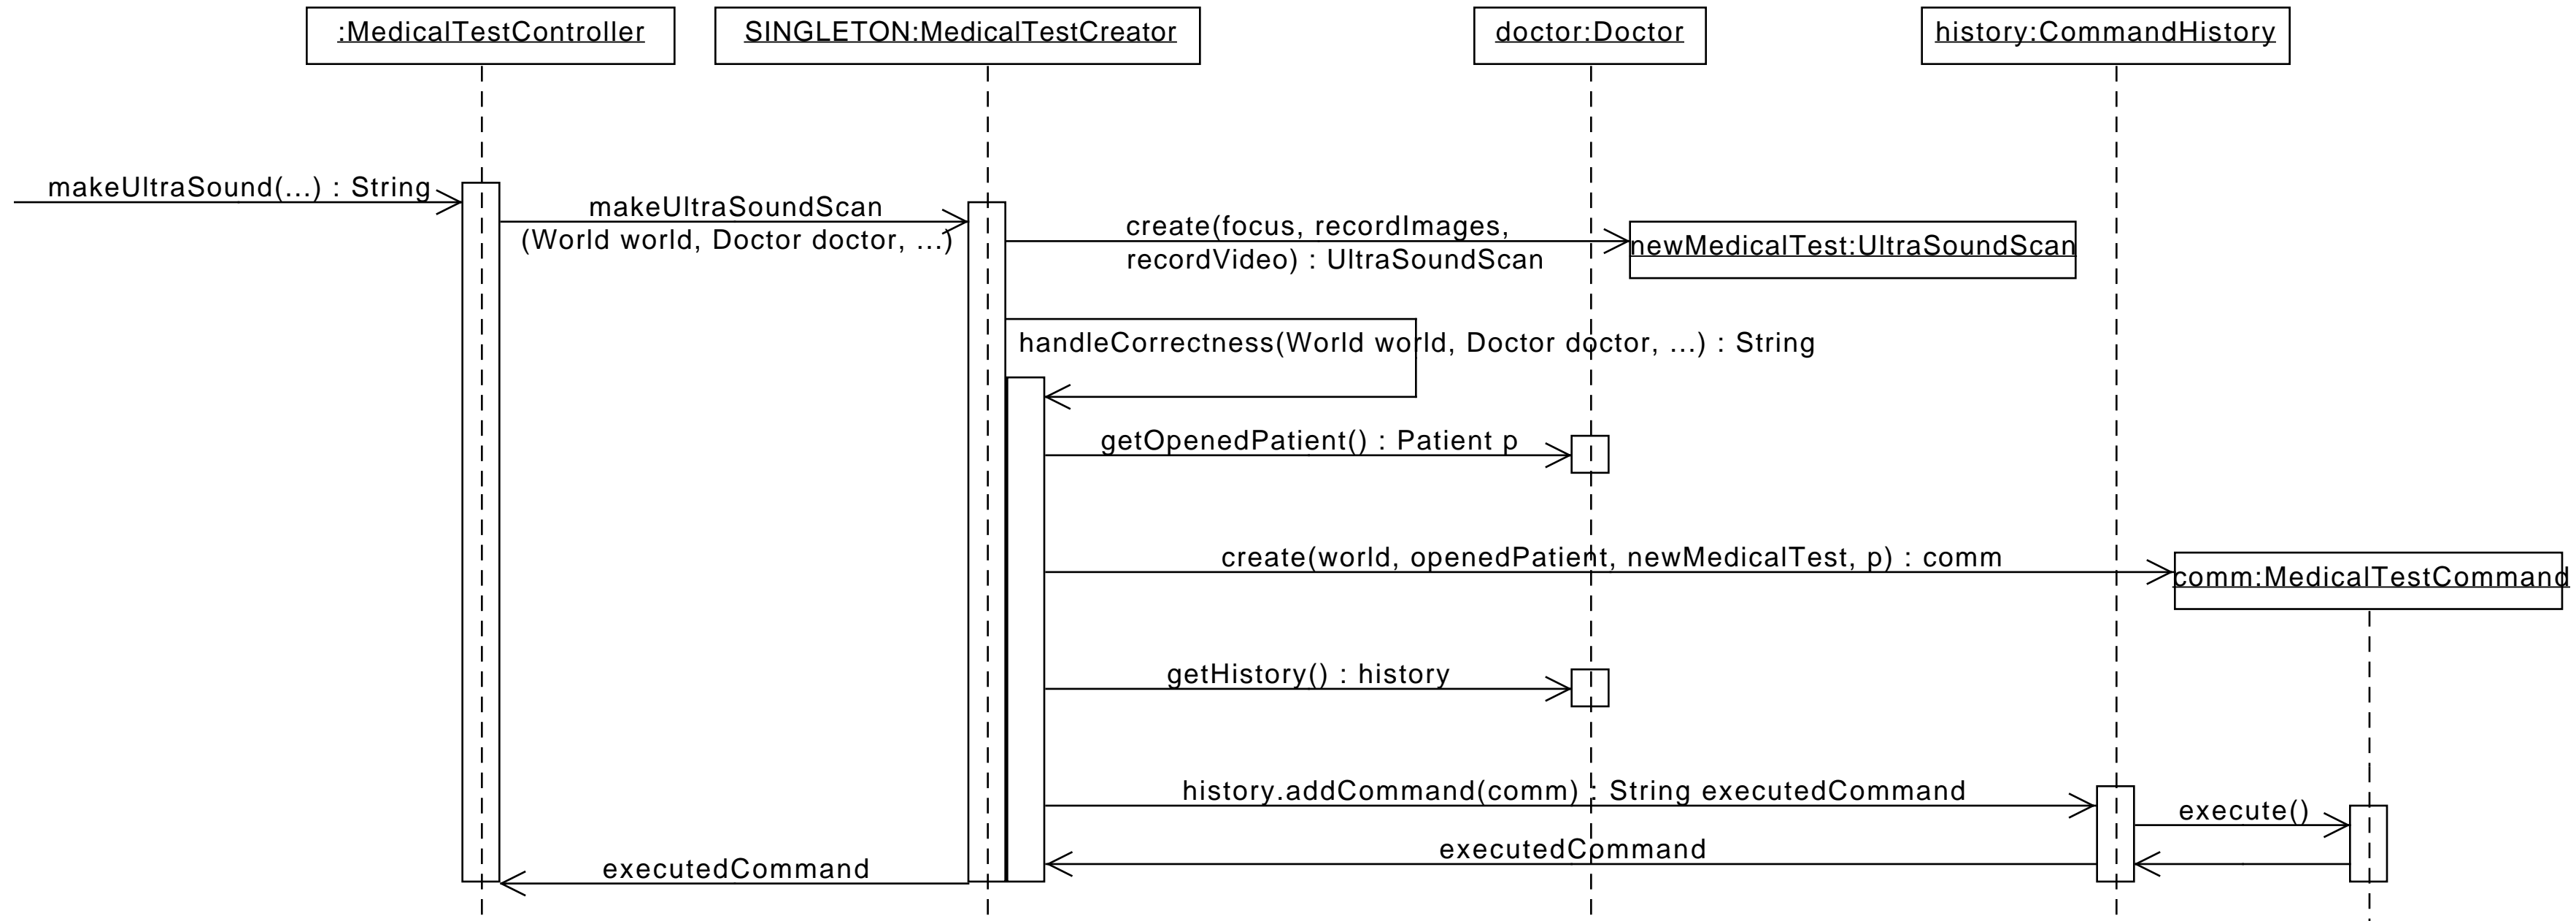 :MedicalTestController
SINGLETON:MedicalTestCreator
doctor:Doctor
history:CommandHistory
makeUltraSound(...) : String
makeUltraSoundScan
(World world, Doctor doctor, ...)
create(focus, recordImages,
recordVideo) : UltraSoundScan
newMedicalTest:UltraSoundScan
handleCorrectness(World world, Doctor doctor, ...) : String
getOpenedPatient() : Patient p
create(world, openedPatient, newMedicalTest, p) : comm
comm:MedicalTestCommand
getHistory() : history
history.addCommand(comm) : String executedCommand
execute()
executedCommand
executedCommand